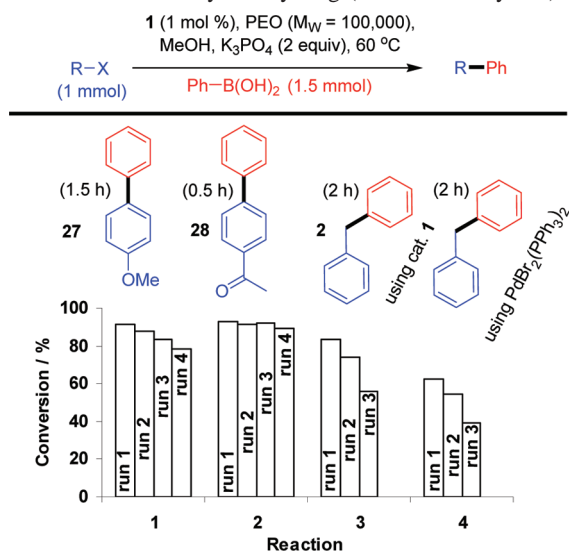 1 (1 mol %), PEO (MW = 100,000),
MeOH, K3PO4 (2 equiv), 60 oC
R–X
(1 mmol)
Ph–B(OH)2 (1.5 mmol)
R–Ph
(1.5 h)
27
OMe
(0.5 h)
28
O
(2 h)
2
using cat. 1
(2 h)
using PdBr2(PPh3)2
Conversion / %
100
80
60
40
20
0
run 1
run 2
run 3
run 4
run 1
run 2
run 3
run 4
run 1
run 2
run 3
run 1
run 2
run 3
1 2 3 4
Reaction